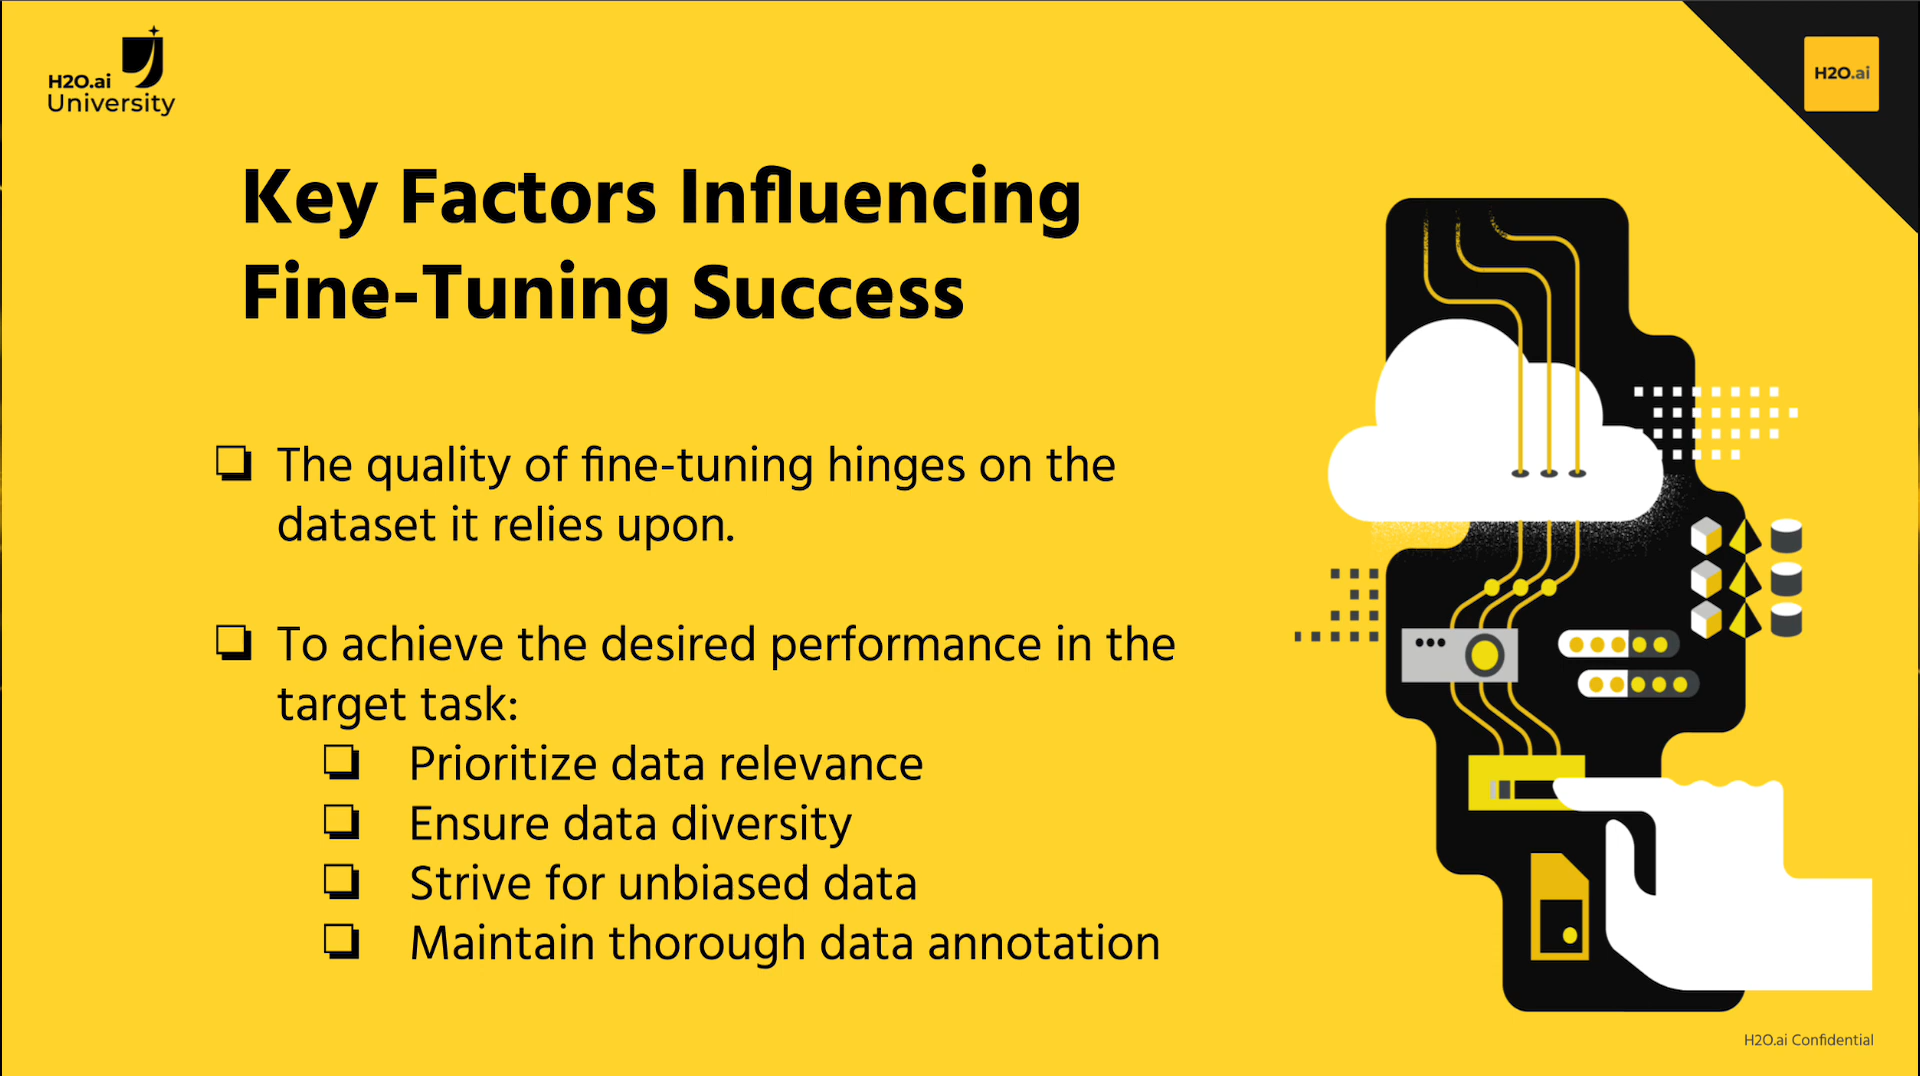 H2O.ai
University
H2O.ai
Key Factors Influencing
Fine-Tuning Success
The quality of fine-tuning hinges on the
dataset it relies upon.
To achieve the desired performance in the
target task:
Prioritize data relevance
Ensure data diversity
Strive for unbiased data
Maintain thorough data annotation
H2O.ai Confidential